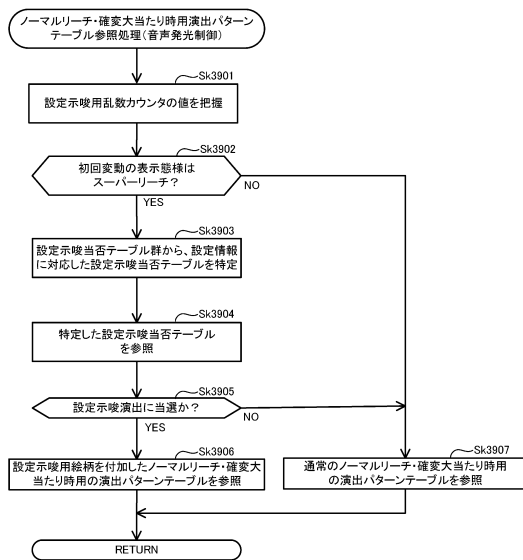 ノーマルリーチ・確変大当たり時用演出パターン
テーブル参照処理（音声発光制御）
Sk3901
設定示唆用乱数カウンタの値を把握
Sk3902
初回変動の表示態様は
スーパーリーチ？
NO
YES
Sk3903
設定示唆当否テーブル群から、設定情報
に対応した設定示唆当否テーブルを特定
Sk3904
特定した設定示唆当否テーブル
を参照
Sk3905
設定示唆演出に当選か？
NO
YES
Sk3906
設定示唆用絵柄を付加したノーマルリーチ・確変大
当たり時用の演出パターンテーブルを参照
Sk3907
通常のノーマルリーチ・確変大当たり時用
の演出パターンテーブルを参照
RETURN